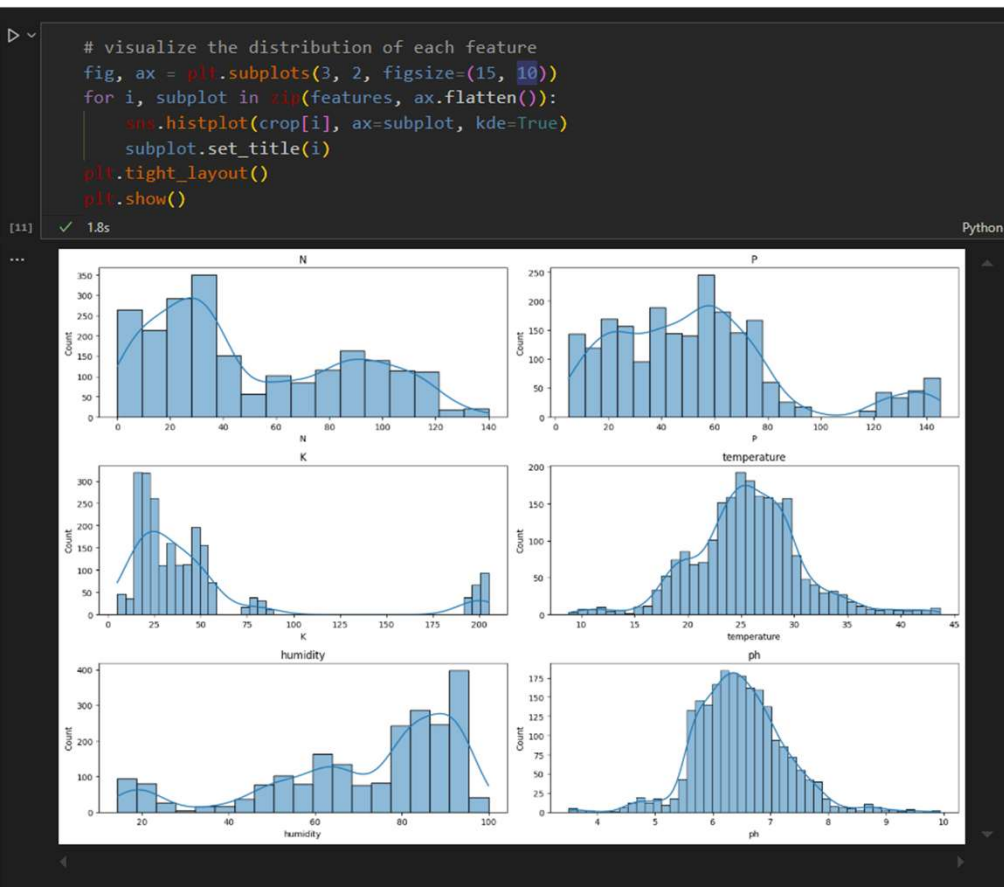 # visualize the distribution of each feature
fig, ax = plt.subplots(3, 2, figsize=(15, 10))
for i, subplot in zip(features, ax.flatten()):
    sns.histplot(crop[i], ax=subplot, kde=True)
    subplot.set_title(i)
plt.tight_layout()
plt.show()
[11] ✓ 1.8s Python
...
N
350
300
250
200
150
100
50
0
Count
0 20 40 60 80 100 120 140
N
P
250
200
150
100
50
0
Count
0 20 40 60 80 100 120 140
P
K
300
250
200
150
100
50
0
Count
0 25 50 75 100 125 150 175 200
K
temperature
200
150
100
50
0
Count
10 15 20 25 30 35 40 45
temperature
humidity
400
300
200
100
0
Count
20 40 60 80 100
humidity
ph
175
150
125
100
75
50
25
0
Count
4 5 6 7 8 9 10
ph